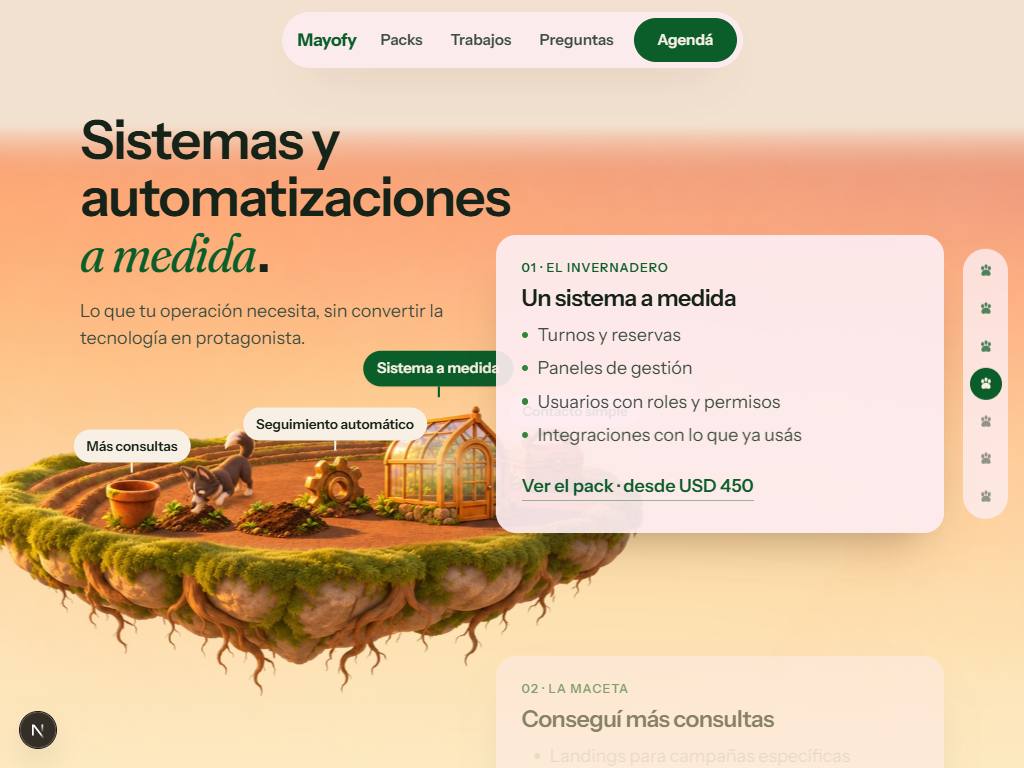 Mayofy
Packs
Trabajos
Preguntas
Agendá
Sistemas y
automatizaciones
a medida.
Lo que tu operación necesita, sin convertir la
tecnología en protagonista.
Sistema a medida
Seguimiento automático
Más consultas
01 · EL INVERNADERO
Un sistema a medida
Turnos y reservas
Paneles de gestión
Usuarios con roles y permisos
Contacto simple
Integraciones con lo que ya usás
Ver el pack · desde USD 450
02 · LA MACETA
Conseguí más consultas
Landings para campañas específicas
N